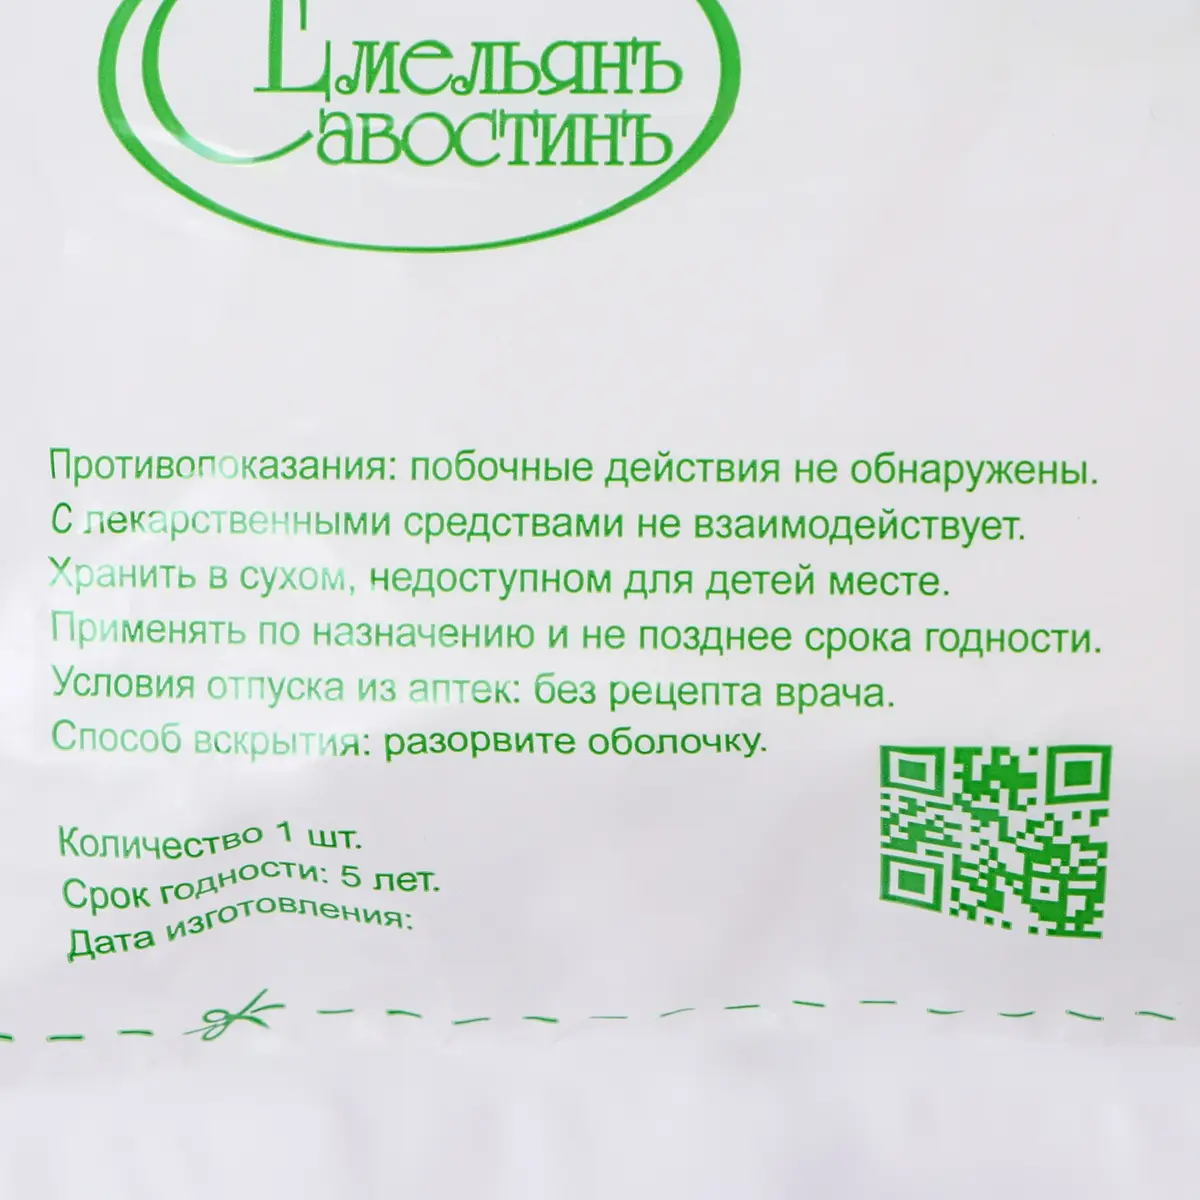 Емельянъ
Савостинъ
Противопоказания: побочные действия не обнаружены.
С лекарственными средствами не взаимодействует.
Хранить в сухом, недоступном для детей месте.
Применять по назначению и не позднее срока годности.
Условия отпуска из аптек: без рецепта врача.
Способ вскрытия: разорвите оболочку.
Количество 1 шт.
Срок годности: 5 лет.
Дата изготовления: